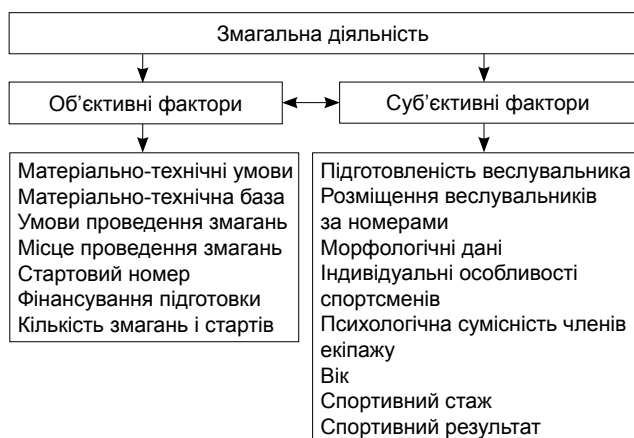 Змагальна діяльність
Об’єктивні фактори
Суб’єктивні фактори
Матеріально-технічні умови
Матеріально-технічна база
Умови проведення змагань
Місце проведення змагань
Стартовий номер
Фінансування підготовки
Кількість змагань і стартів
Підготовленість веслувальника
Розміщення веслувальників
за номерами
Морфологічні дані
Індивідуальні особливості
спортсменів
Психологічна сумісність членів
екіпажу
Вік
Спортивний стаж
Спортивний результат